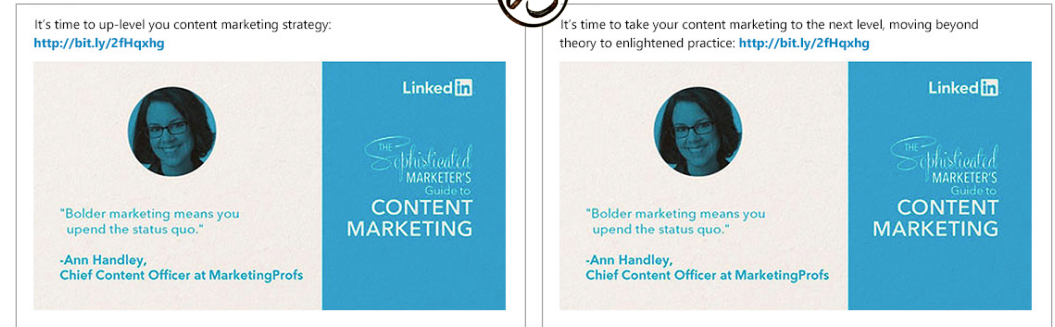 It's time to up-level you content marketing strategy:
http://bit.ly/2fHqxhg
Linked in
THE
Sophisticated
MARKETER'S
Guide to
CONTENT
MARKETING
"Bolder marketing means you
upend the status quo."
-Ann Handley,
Chief Content Officer at MarketingProfs
It's time to take your content marketing to the next level, moving beyond
theory to enlightened practice: http://bit.ly/2fHqxhg
Linked in
THE
Sophisticated
MARKETER'S
Guide to
CONTENT
MARKETING
"Bolder marketing means you
upend the status quo."
-Ann Handley,
Chief Content Officer at MarketingProfs